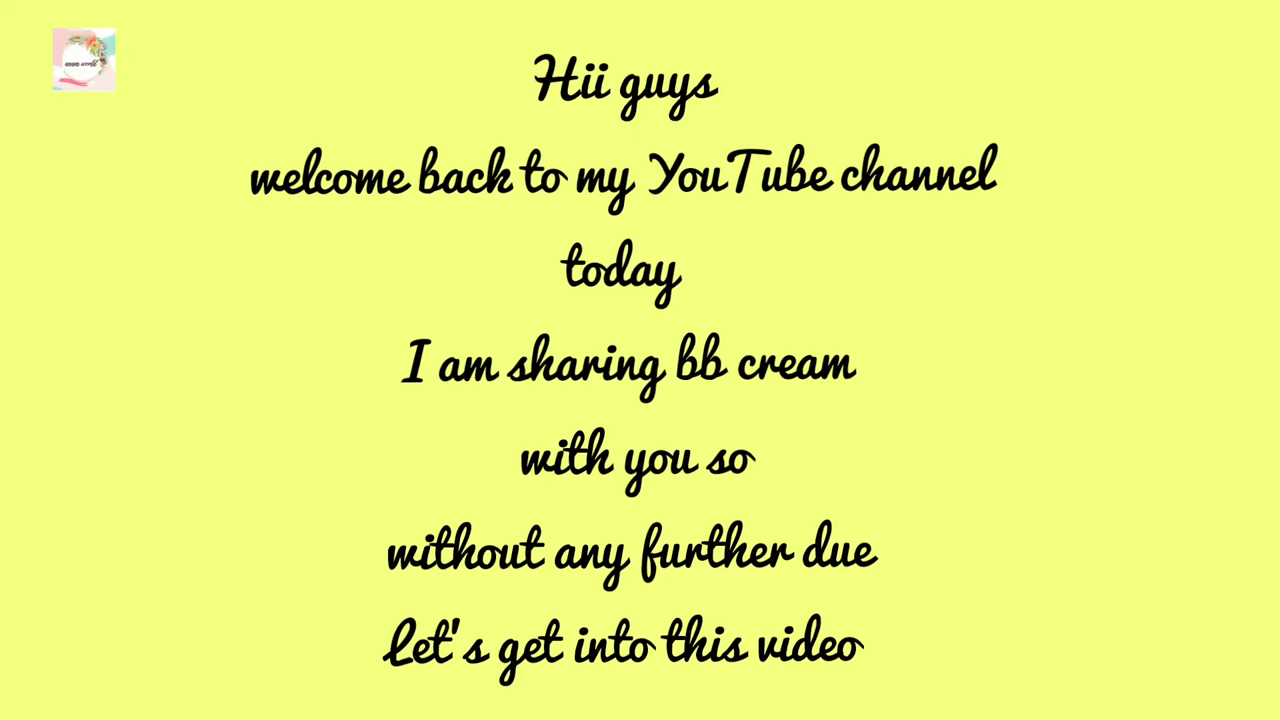 Hii guys
welcome back to my YouTube channel
today
I am sharing bb cream
with you so
without any further due
Let's get into this video